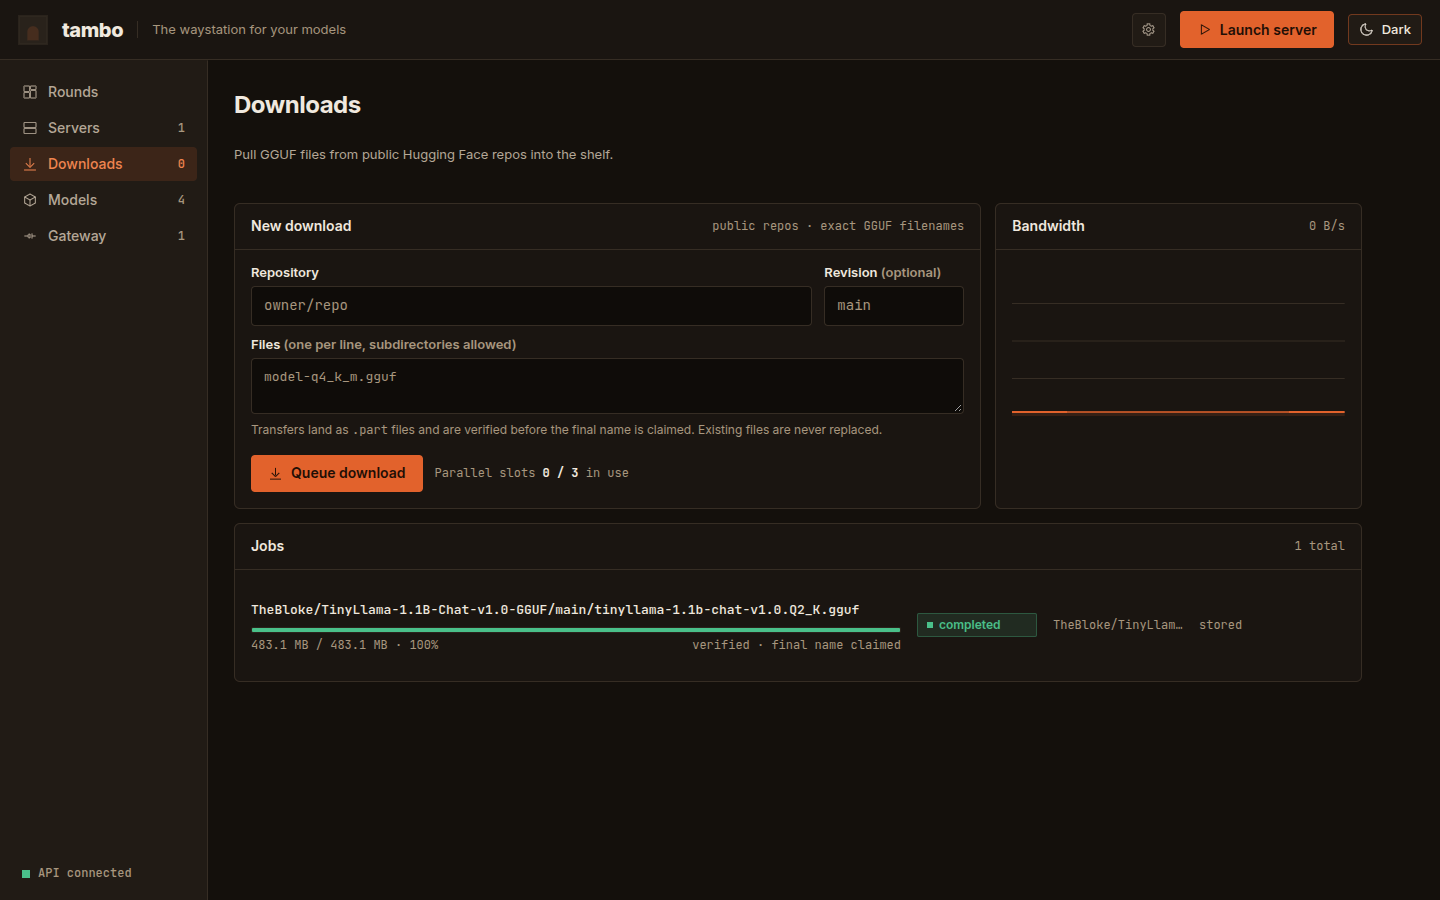 tambo
The waystation for your models
Launch server
Dark
Rounds
Servers 1
Downloads 0
Models 4
Gateway 1
API connected
Downloads
Pull GGUF files from public Hugging Face repos into the shelf.
New download
public repos · exact GGUF filenames
Repository
Revision (optional)
owner/repo
main
Files (one per line, subdirectories allowed)
model-q4_k_m.gguf
Transfers land as .part files and are verified before the final name is claimed. Existing files are never replaced.
Queue download
Parallel slots 0 / 3 in use
Bandwidth
0 B/s
Jobs
1 total
TheBloke/TinyLlama-1.1B-Chat-v1.0-GGUF/main/tinyllama-1.1b-chat-v1.0.Q2_K.gguf
483.1 MB / 483.1 MB · 100%
verified · final name claimed
completed
TheBloke/TinyLlam…
stored